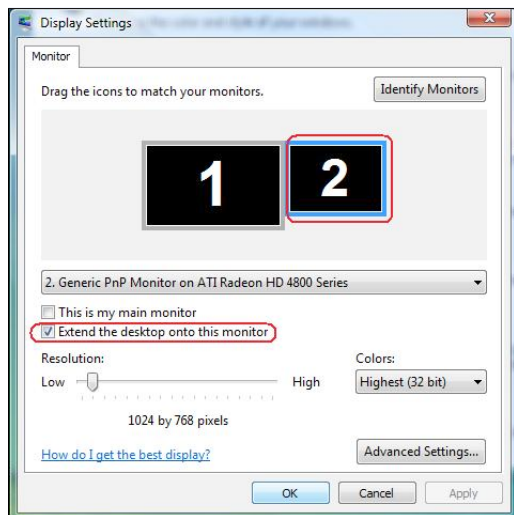 Display Settings
Monitor
Drag the icons to match your monitors.
Identify Monitors
1
2
2. Generic PnP Monitor on ATI Radeon HD 4800 Series
This is my main monitor
Extend the desktop onto this monitor
Resolution:
Colors:
Low
High
Highest (32 bit)
1024 by 768 pixels
How do I get the best display?
Advanced Settings...
OK
Cancel
Apply